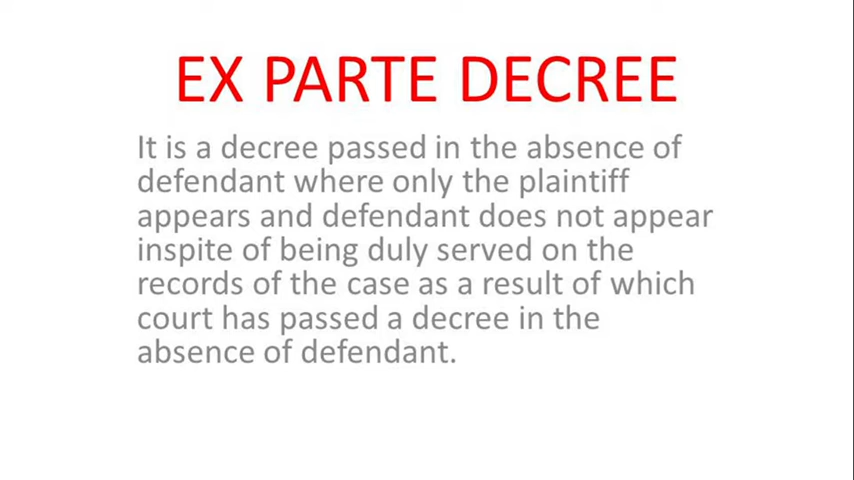 EX PARTE DECREE
It is a decree passed in the absence of
defendant where only the plaintiff
appears and defendant does not appear
inspite of being duly served on the
records of the case as a result of which
court has passed a decree in the
absence of defendant.